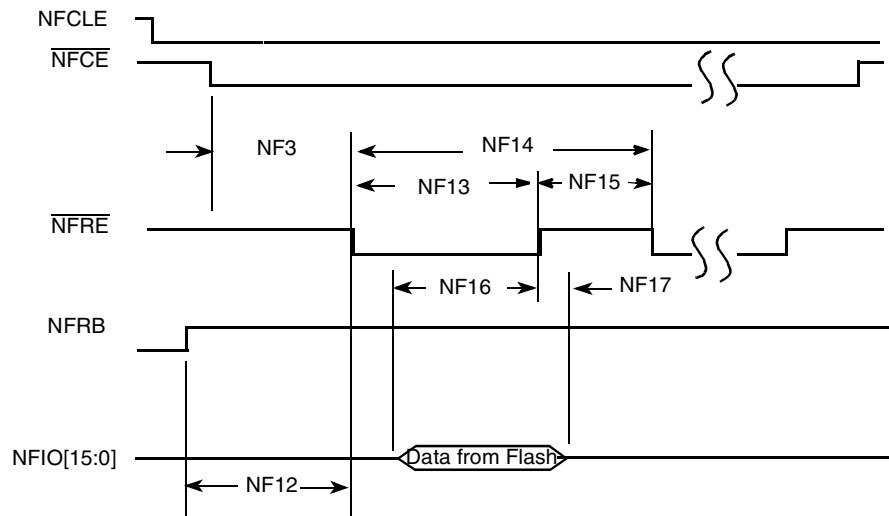 NFCLE
NFCE
NF3
NF14
NF13
NF15
NFRE
NF16
NF17
NFRB
NFIO[15:0]
Data from Flash
NF12